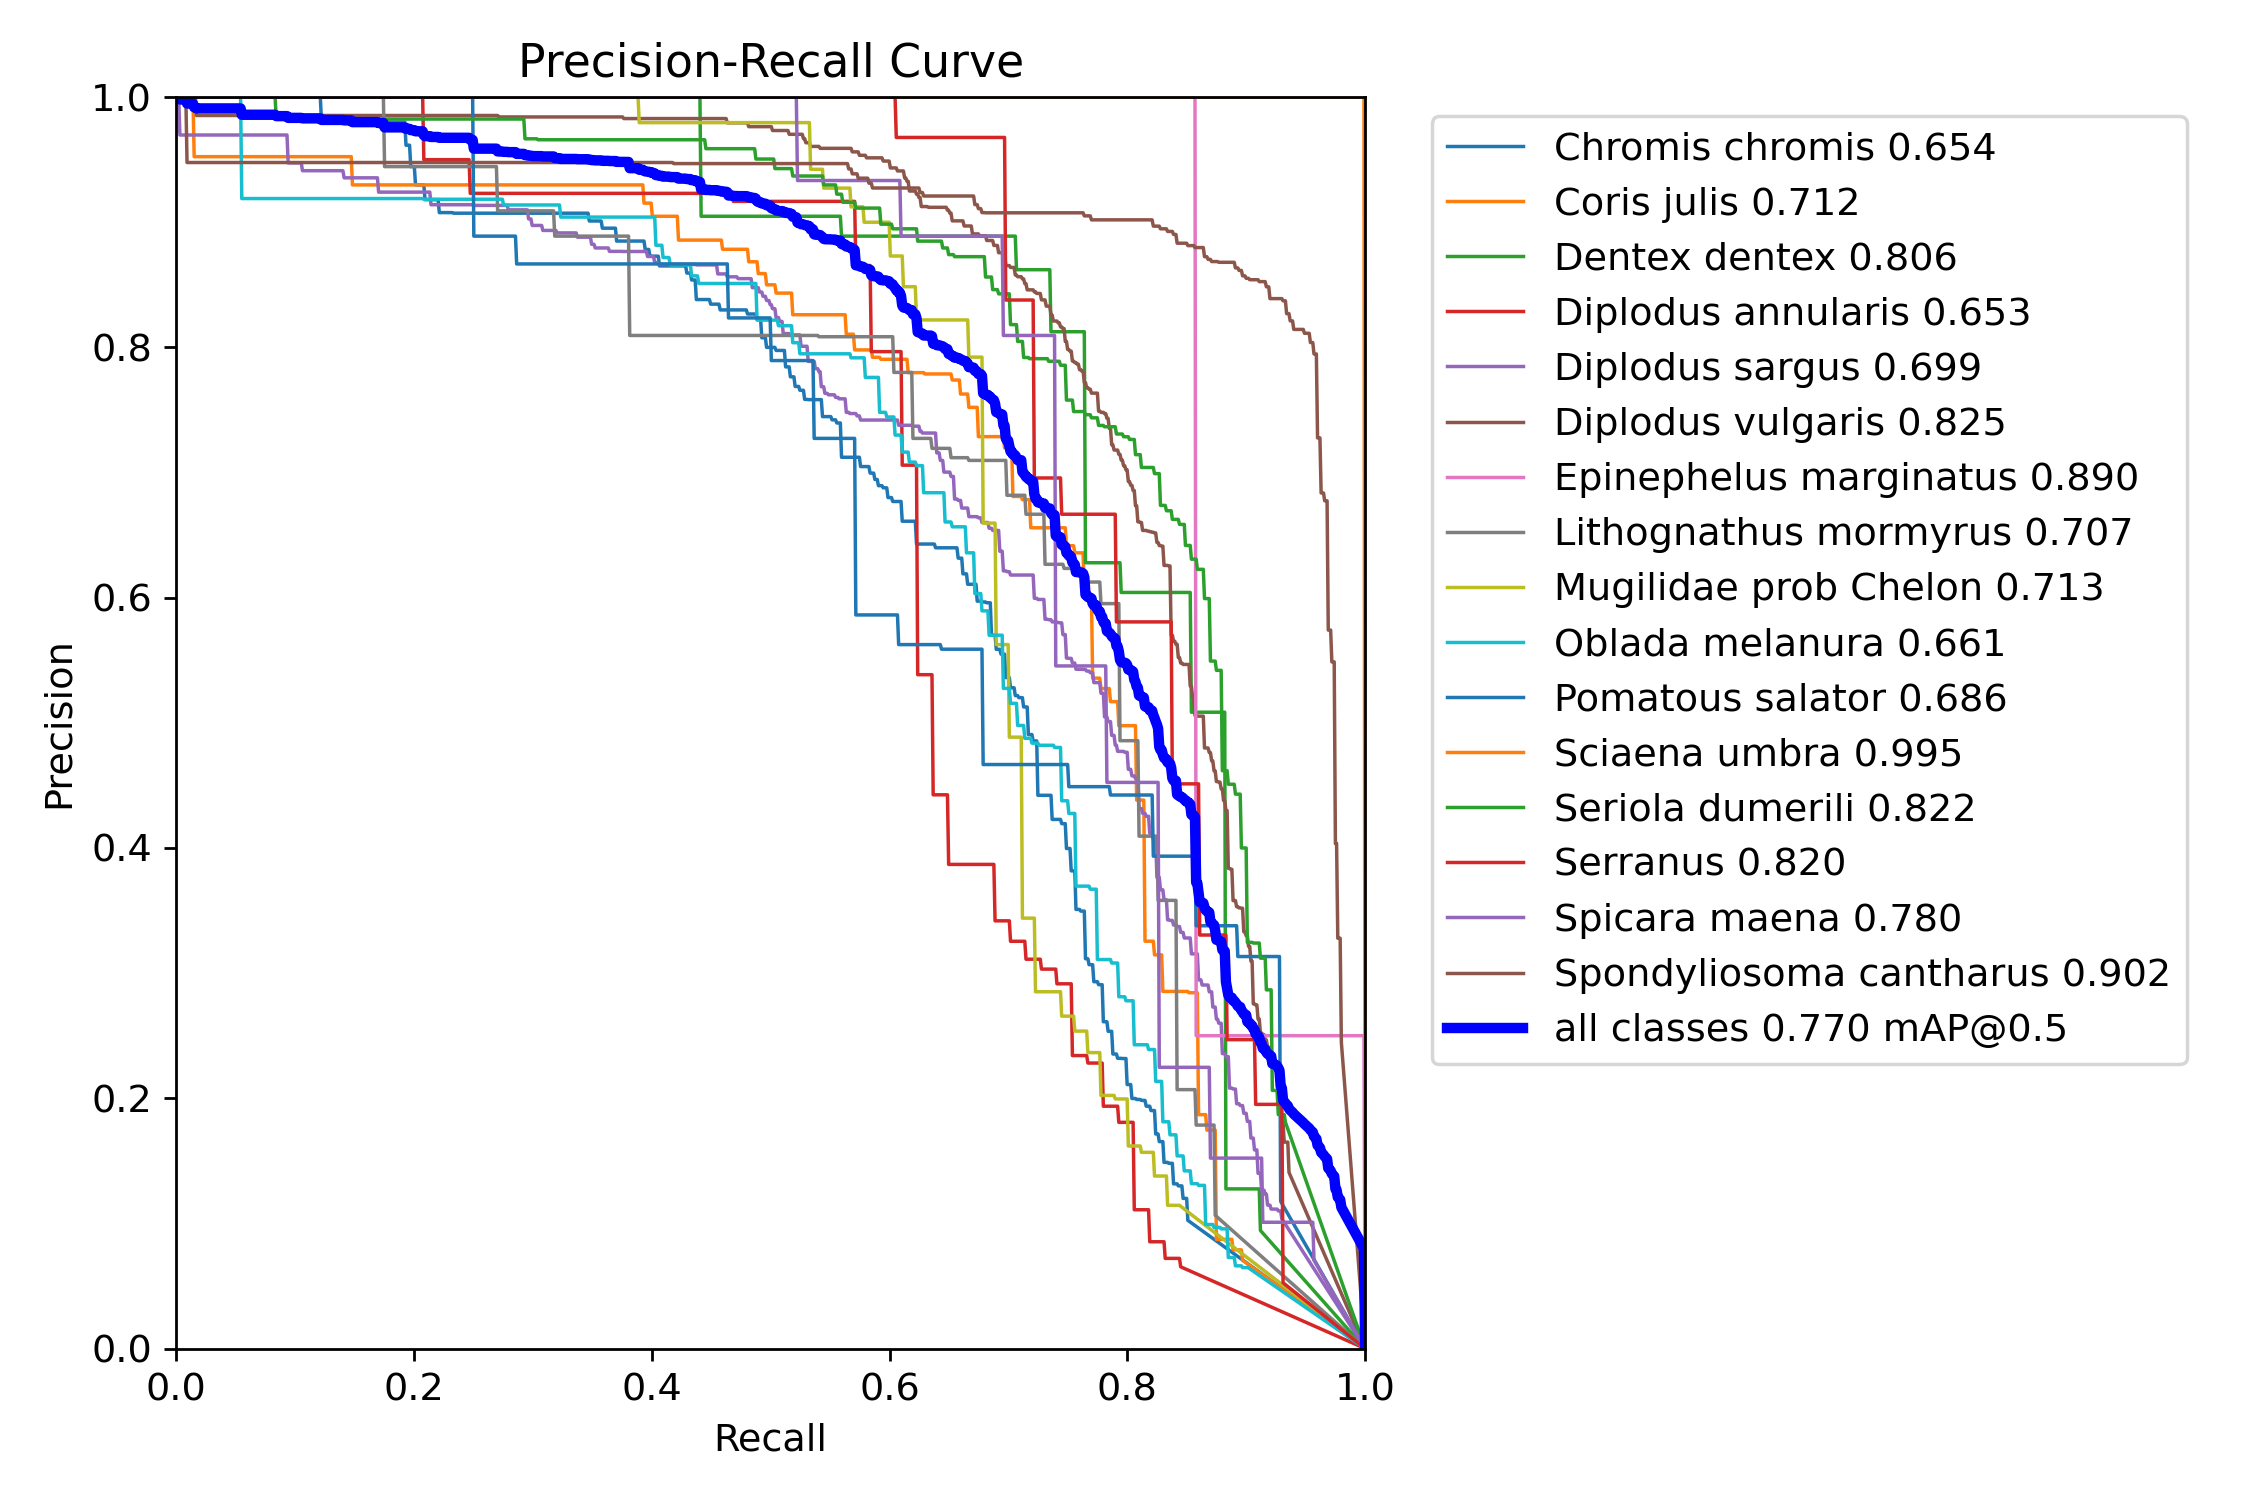 Precision-Recall Curve
1.0
0.8
0.6
0.4
0.2
0.0
Precision
0.0 0.2 0.4 0.6 0.8 1.0
Recall
Chromis chromis 0.654
Coris julis 0.712
Dentex dentex 0.806
Diplodus annularis 0.653
Diplodus sargus 0.699
Diplodus vulgaris 0.825
Epinephelus marginatus 0.890
Lithognathus mormyrus 0.707
Mugilidae prob Chelon 0.713
Oblada melanura 0.661
Pomatous salator 0.686
Sciaena umbra 0.995
Seriola dumerili 0.822
Serranus 0.820
Spicara maena 0.780
Spondyliosoma cantharus 0.902
all classes 0.770 mAP@0.5